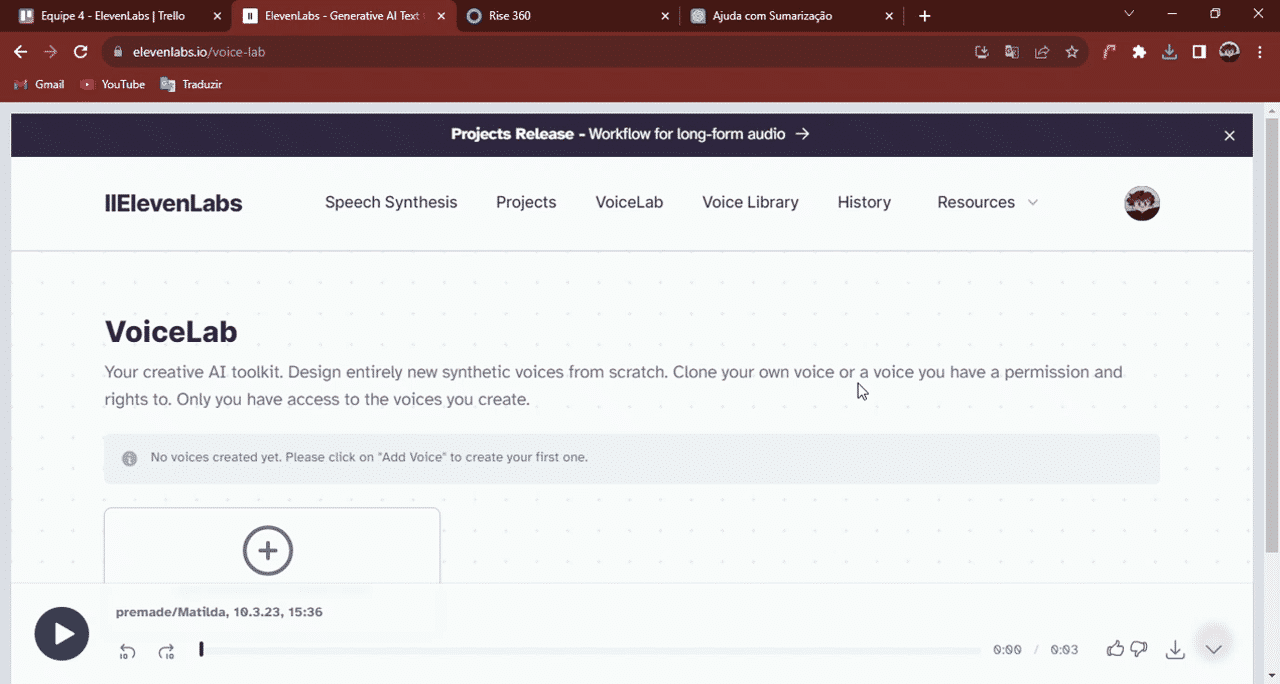 Equipe 4 - ElevenLabs | Trello
ElevenLabs - Generative AI Text
Rise 360
Ajuda com Sumarização
elevenlabs.io/voice-lab
Gmail
YouTube
Traduzir
Projects Release - Workflow for long-form audio →
IIElevenLabs
Speech Synthesis
Projects
VoiceLab
Voice Library
History
Resources
VoiceLab
Your creative AI toolkit. Design entirely new synthetic voices from scratch. Clone your own voice or a voice you have a permission and
rights to. Only you have access to the voices you create.
No voices created yet. Please click on "Add Voice" to create your first one.
premade/Matilda, 10.3.23, 15:36
10
10
0:00 / 0:03